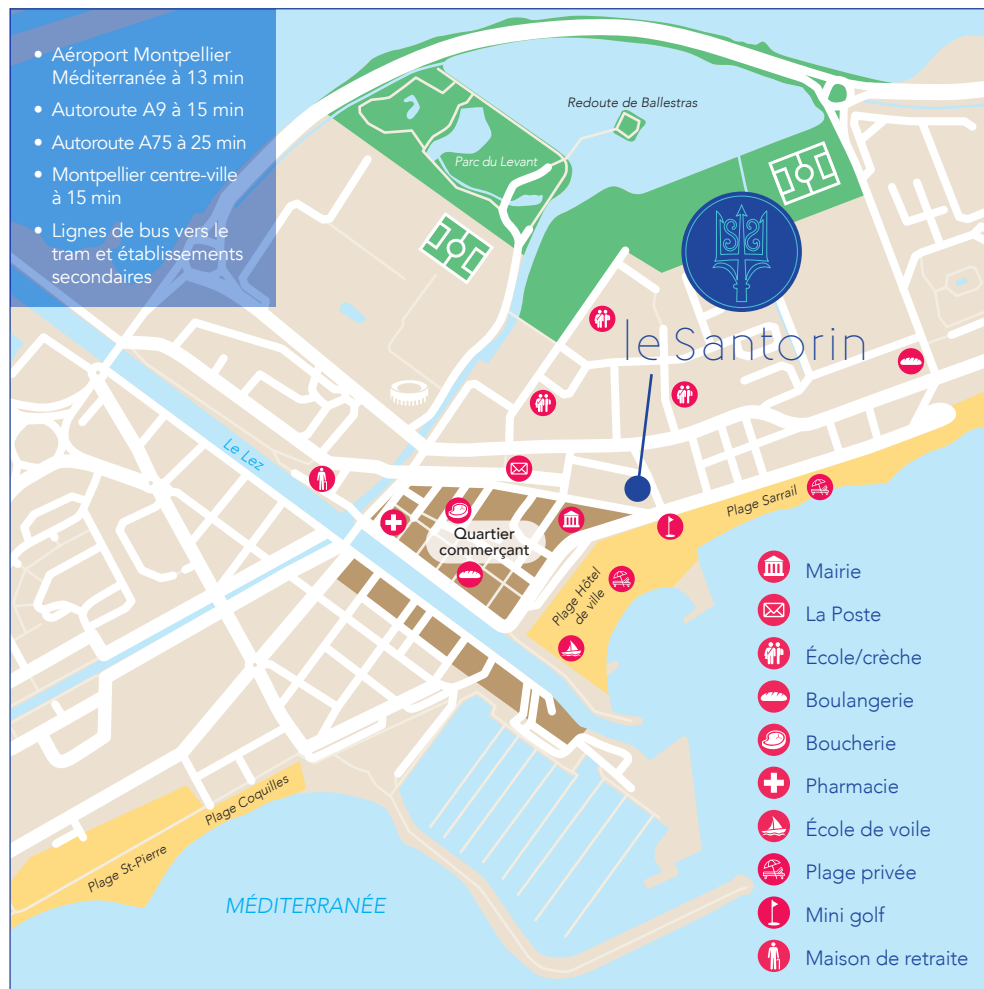 • Aéroport Montpellier
Méditerranée à 13 min
• Autoroute A9 à 15 min
• Autoroute A75 à 25 min
• Montpellier centre-ville
à 15 min
• Lignes de bus vers le
tram et établissements
secondaires
Redoute de Ballestras
Parc du Levant
le Santorin
Le Lez
Quartier
commerçant
Plage Sarrail
Plage Hôtel
de ville
Plage Coquilles
Plage St-Pierre
MÉDITERRANÉE
Mairie
La Poste
École/crèche
Boulangerie
Boucherie
Pharmacie
École de voile
Plage privée
Mini golf
Maison de retraite